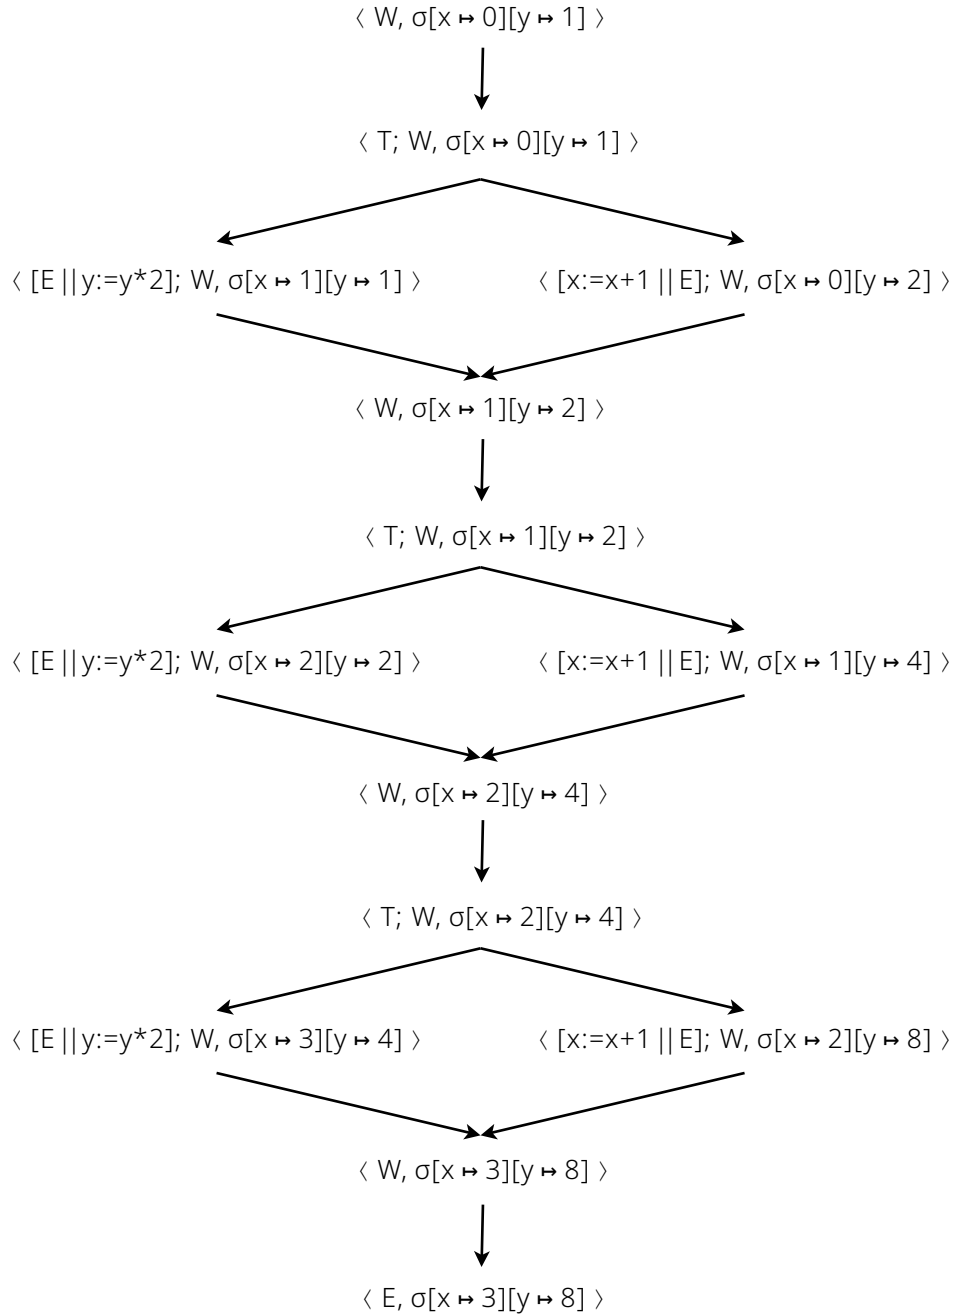 ⟨ W, σ[x ↦ 0][y ↦ 1] ⟩
⟨ T; W, σ[x ↦ 0][y ↦ 1] ⟩
⟨ [E || y:=y*2]; W, σ[x ↦ 1][y ↦ 1] ⟩ ⟨ [x:=x+1 || E]; W, σ[x ↦ 0][y ↦ 2] ⟩
⟨ W, σ[x ↦ 1][y ↦ 2] ⟩
⟨ T; W, σ[x ↦ 1][y ↦ 2] ⟩
⟨ [E || y:=y*2]; W, σ[x ↦ 2][y ↦ 2] ⟩ ⟨ [x:=x+1 || E]; W, σ[x ↦ 1][y ↦ 4] ⟩
⟨ W, σ[x ↦ 2][y ↦ 4] ⟩
⟨ T; W, σ[x ↦ 2][y ↦ 4] ⟩
⟨ [E || y:=y*2]; W, σ[x ↦ 3][y ↦ 4] ⟩ ⟨ [x:=x+1 || E]; W, σ[x ↦ 2][y ↦ 8] ⟩
⟨ W, σ[x ↦ 3][y ↦ 8] ⟩
⟨ E, σ[x ↦ 3][y ↦ 8] ⟩